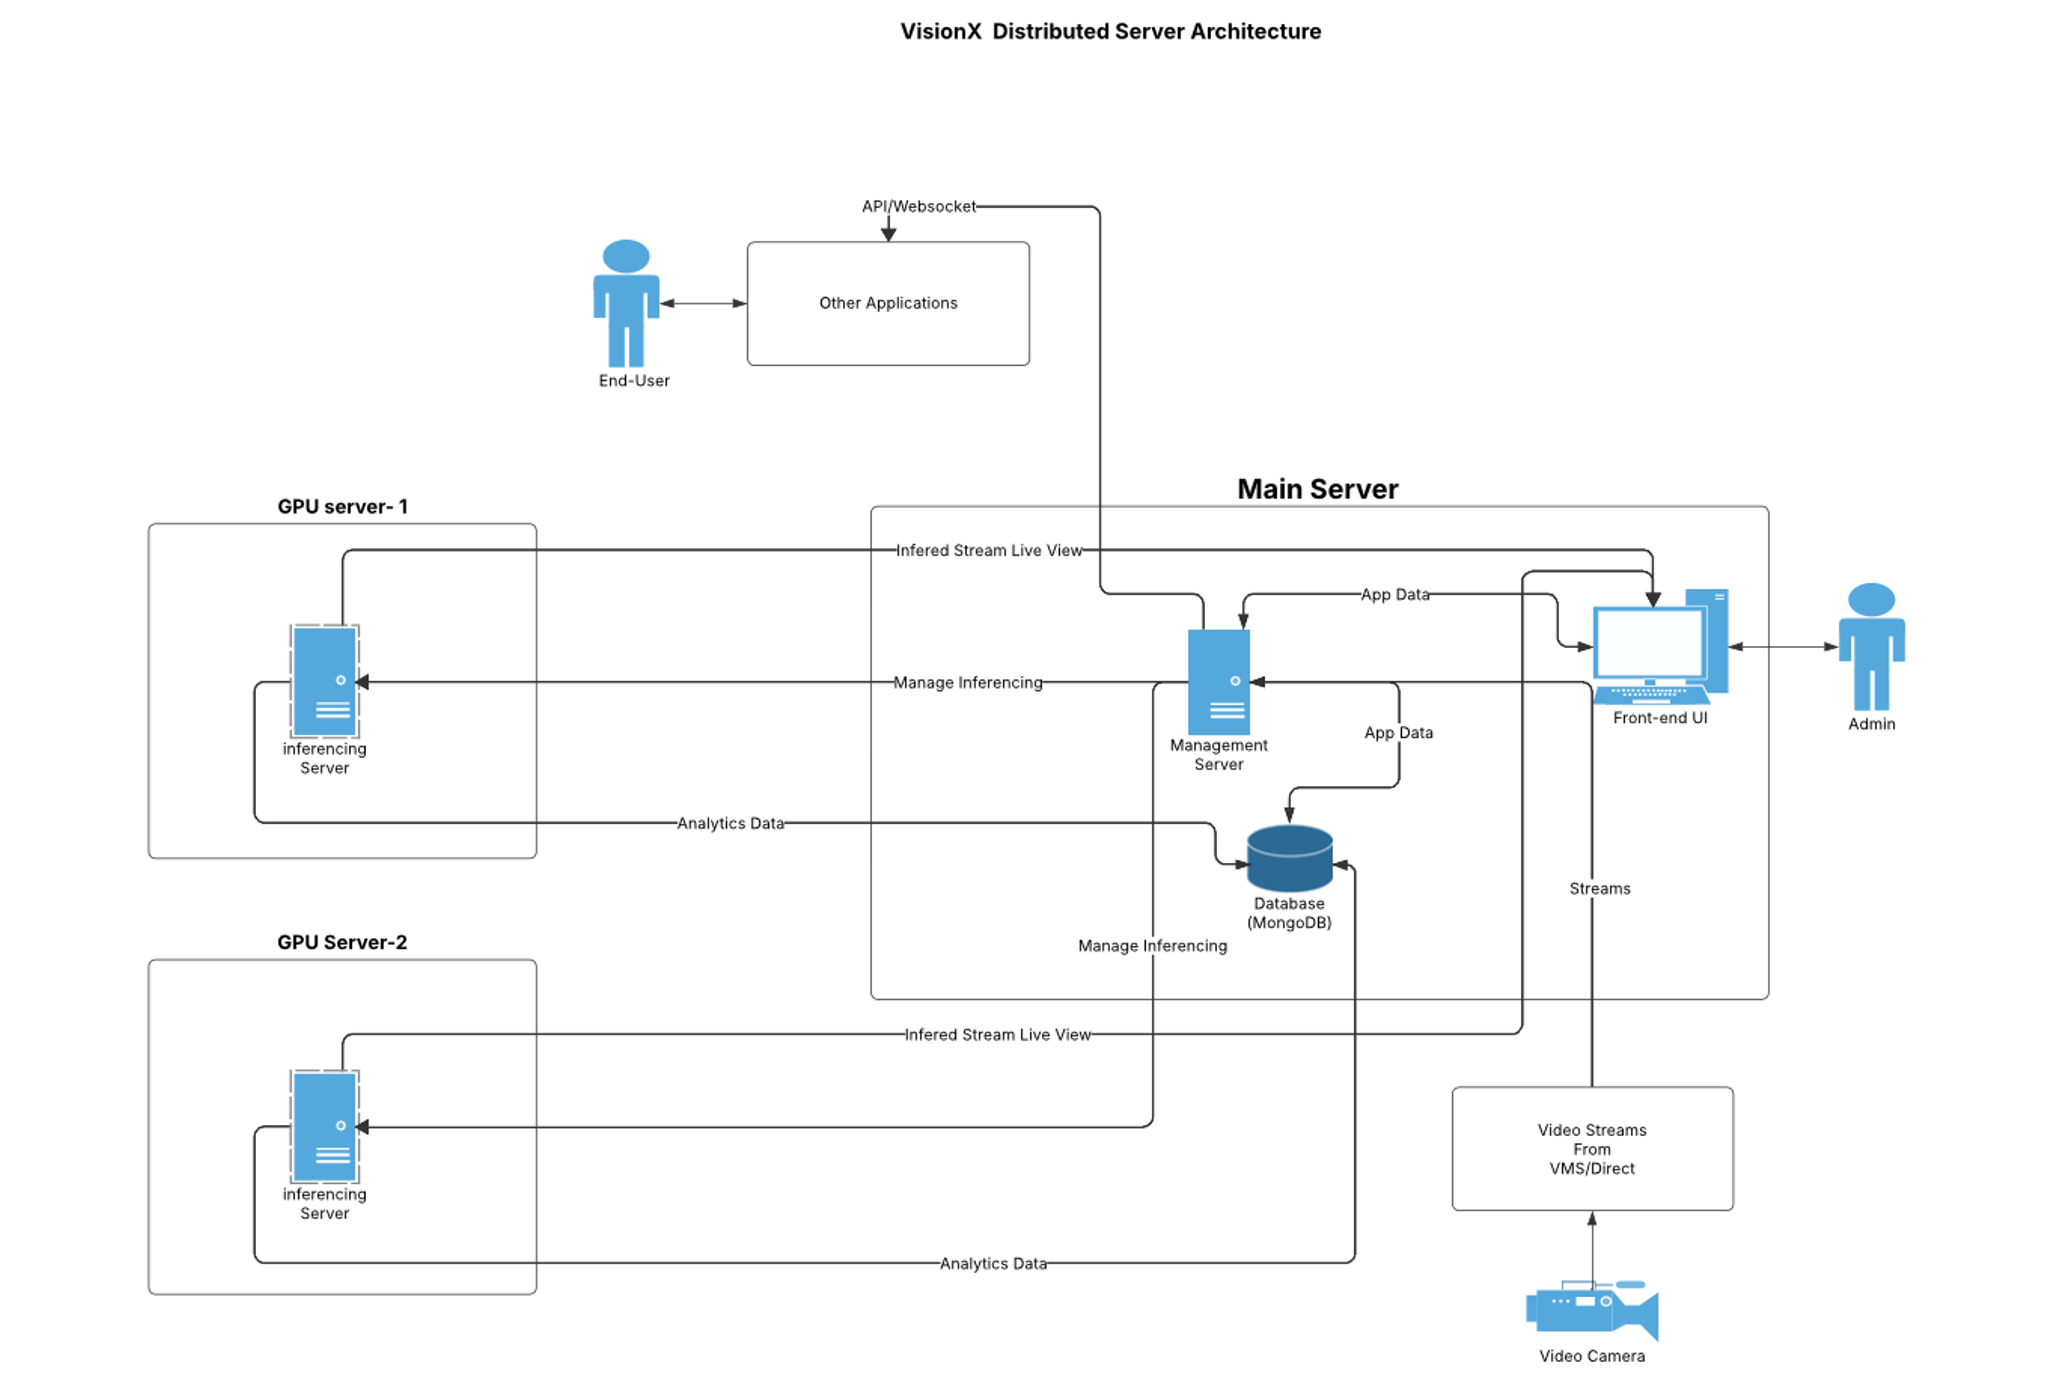 VisionX  Distributed Server Architecture
API/Websocket
Other Applications
End-User
Main Server
GPU server- 1
Infered Stream Live View
App Data
Manage Inferencing
Front-end UI
Admin
App Data
Management
Server
inferencing
Server
Analytics Data
Streams
Database
(MongoDB)
GPU Server-2
Manage Inferencing
Infered Stream Live View
Video Streams
From
VMS/Direct
inferencing
Server
Analytics Data
Video Camera